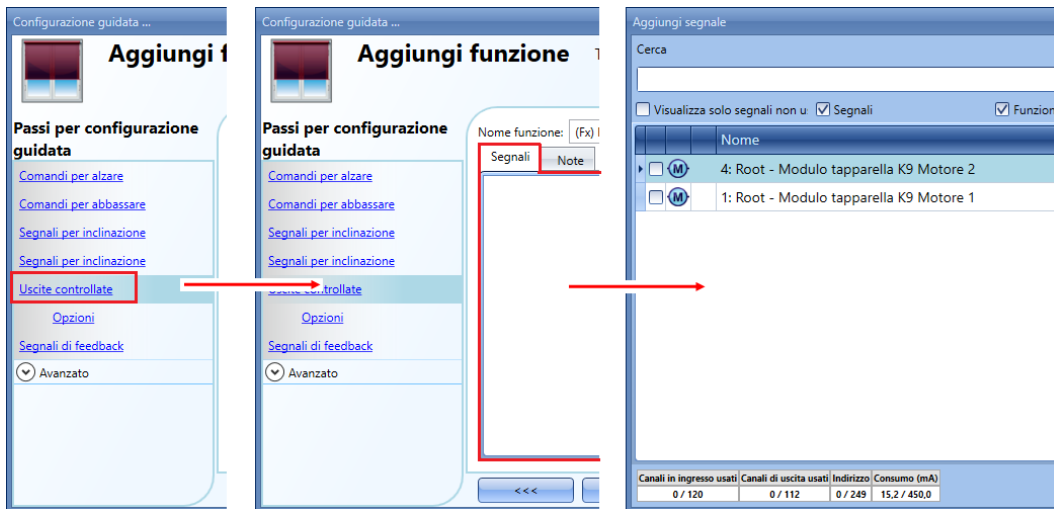 Configurazione guidata ...
Aggiungi f
Passi per configurazione
guidata
Comandi per alzare
Comandi per abbassare
Segnali per inclinazione
Segnali per inclinazione
Uscite controllate
Opzioni
Segnali di feedback
Avanzato
Configurazione guidata ...
Aggiungi funzione
Passi per configurazione
guidata
Comandi per alzare
Comandi per abbassare
Segnali per inclinazione
Segnali per inclinazione
Uscite controllate
Opzioni
Segnali di feedback
Avanzato
Nome funzione: (Fx)
Segnali Note
<<<
Aggiungi segnale
Cerca
Visualizza solo segnali non u Segnali Funzion
Nome
M 4: Root - Modulo tapparella K9 Motore 2
M 1: Root - Modulo tapparella K9 Motore 1
Canali in ingresso usati Canali di uscita usati Indirizzo Consumo (mA)
0 / 120 0 / 112 0 / 249 15,2 / 450,0